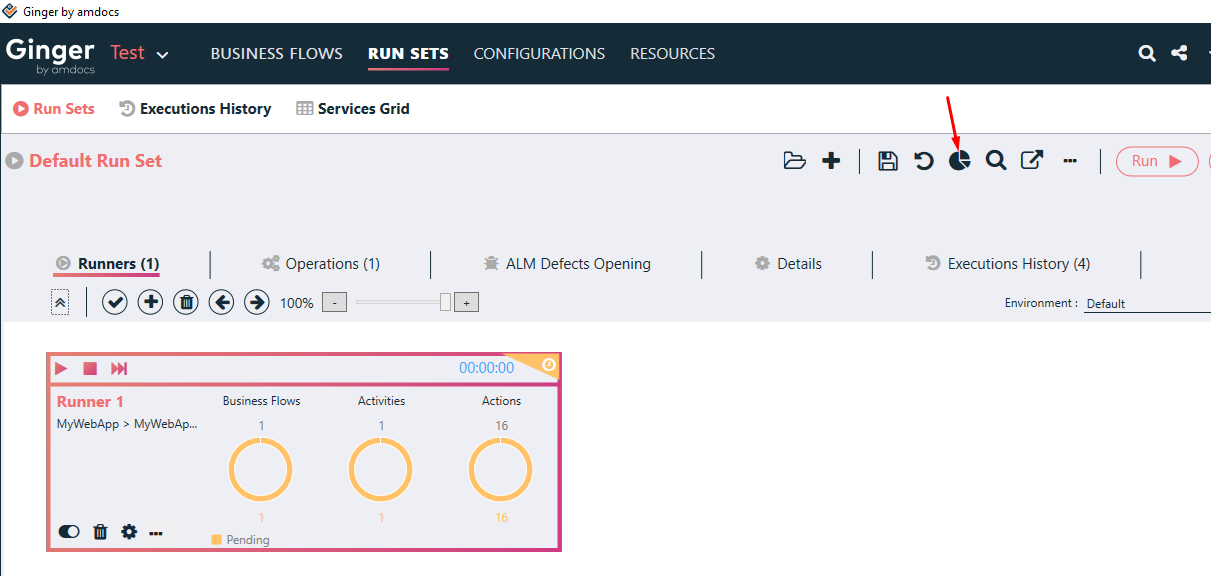 Ginger by amdocs
Ginger Test BUSINESS FLOWS RUN SETS CONFIGURATIONS RESOURCES
by amdocs
Run Sets Executions History Services Grid
Default Run Set Run
Runners (1) Operations (1) ALM Defects Opening Details Executions History (4)
100% - + Environment : Default
00:00:00
Runner 1 Business Flows Activities Actions
MyWebApp > MyWebAp... 1 1 16
1 1 16
Pending